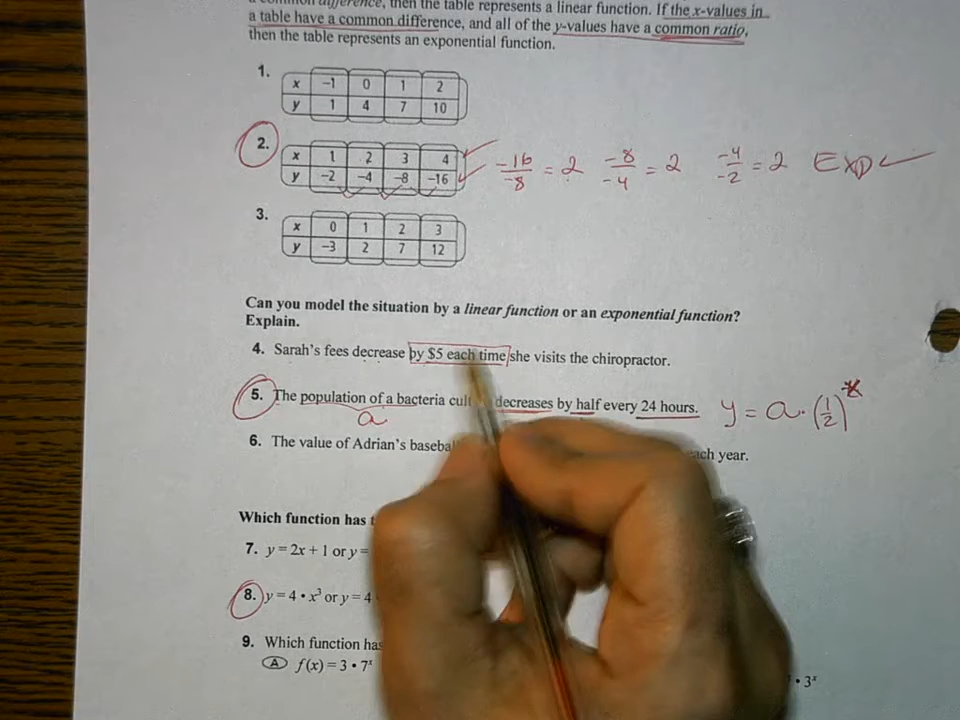 difference, then the table represents a linear function. If the x-values in
a table have a common difference, and all of the y-values have a common ratio,
then the table represents an exponential function.
1.
x -1 0 1 2
y 1 4 7 10
2.
x 1 2 3 4
y -2 -4 -8 -16
-16/-8 = 2 -8/-4 = 2 -4/-2 = 2 EXP
3.
x 0 1 2 3
y -3 2 7 12
Can you model the situation by a linear function or an exponential function?
Explain.
4. Sarah's fees decrease by $5 each time she visits the chiropractor.
5. The population of a bacteria decreases by half every 24 hours. y = a · (1/2)^x
a
6. The value of Adrian's each year.
Which function has
7. y = 2x + 1 or y =
8. y = 4 • x³ or y = 4
9. Which function has
A f(x) = 3 • 7ˣ • 3ˣ